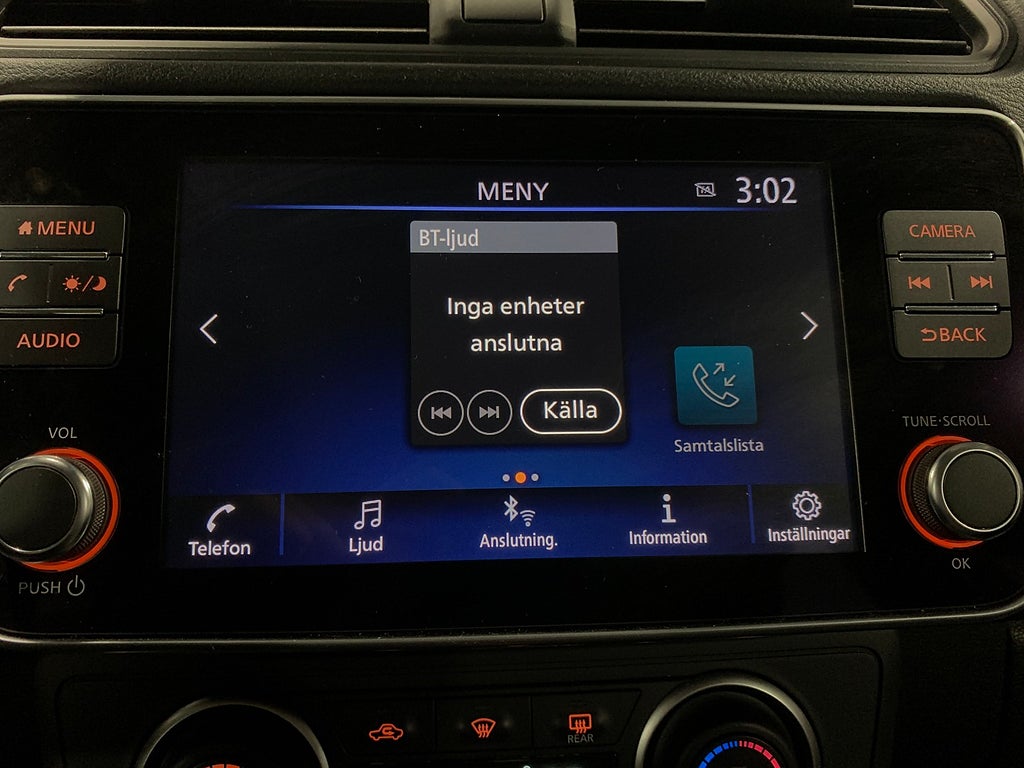 MENY
TA
3:02
MENU
AUDIO
VOL
PUSH
BT-ljud
Inga enheter
anslutna
Källa
Samtalslista
Telefon
Ljud
Anslutning.
Information
Inställningar
CAMERA
BACK
TUNE·SCROLL
OK
REAR